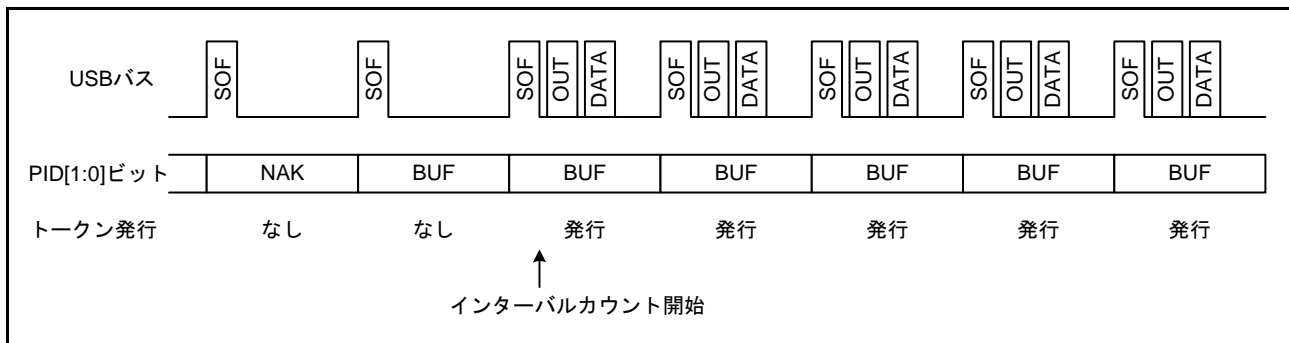 USBバス SOF SOF SOF OUT DATA SOF OUT DATA SOF OUT DATA SOF OUT DATA SOF OUT DATA
PID[1:0]ビット NAK BUF BUF BUF BUF BUF BUF
トークン発行 なし なし 発行 発行 発行 発行 発行
インターバルカウント開始